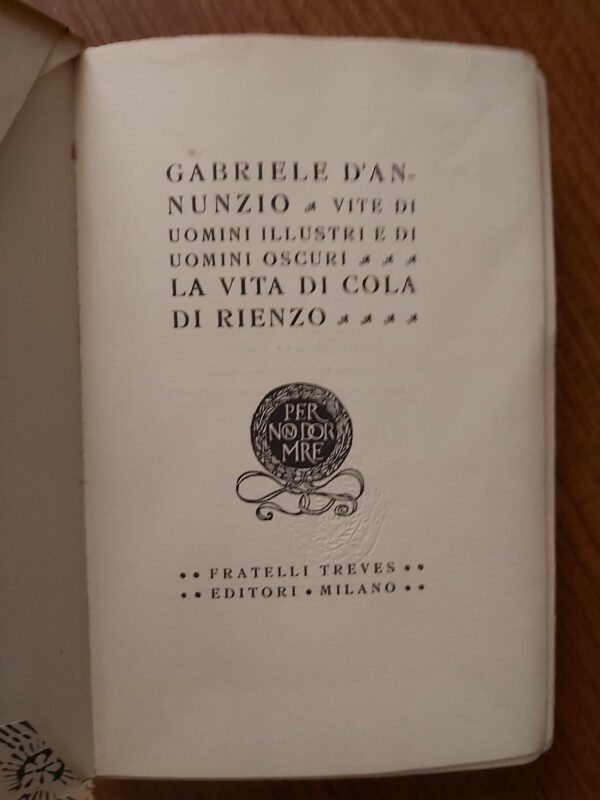 GABRIELE D'AN-
NUNZIO VITE DI
UOMINI ILLUSTRI E DI
UOMINI OSCURI
LA VITA DI COLA
DI RIENZO
PER
NON DOR
MIRE
•• FRATELLI TREVES ••
•• EDITORI • MILANO ••